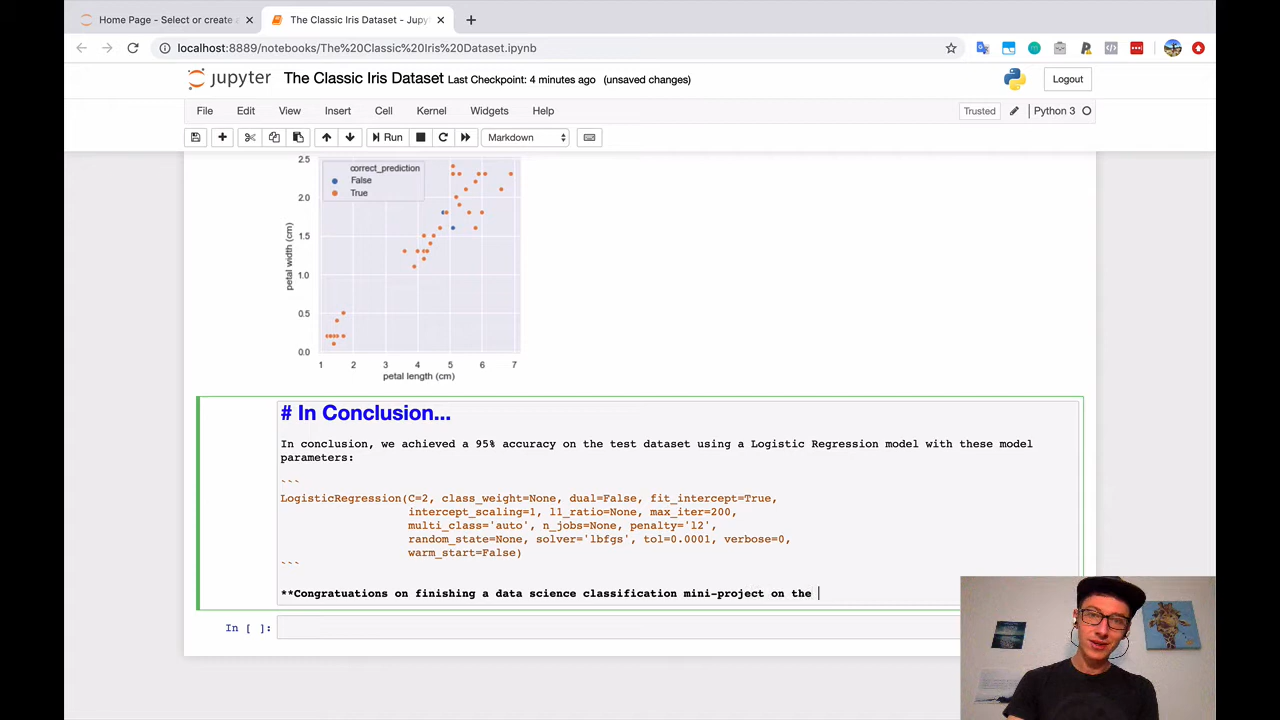 Home Page - Select or create a
The Classic Iris Dataset - Jupy
localhost:8889/notebooks/The%20Classic%20Iris%20Dataset.ipynb
jupyter The Classic Iris Dataset Last Checkpoint: 4 minutes ago (unsaved changes)
Logout
File Edit View Insert Cell Kernel Widgets Help
Trusted Python 3
Run Markdown
correct_prediction
False
True
2.5
2.0
1.5
1.0
0.5
0.0
petal width (cm)
1 2 3 4 5 6 7
petal length (cm)
# In Conclusion...
In conclusion, we achieved a 95% accuracy on the test dataset using a Logistic Regression model with these model
parameters:
```
LogisticRegression(C=2, class_weight=None, dual=False, fit_intercept=True,
intercept_scaling=1, l1_ratio=None, max_iter=200,
multi_class='auto', n_jobs=None, penalty='l2',
random_state=None, solver='lbfgs', tol=0.0001, verbose=0,
warm_start=False)
```
**Congratuations on finishing a data science classification mini-project on the
In [ ]: